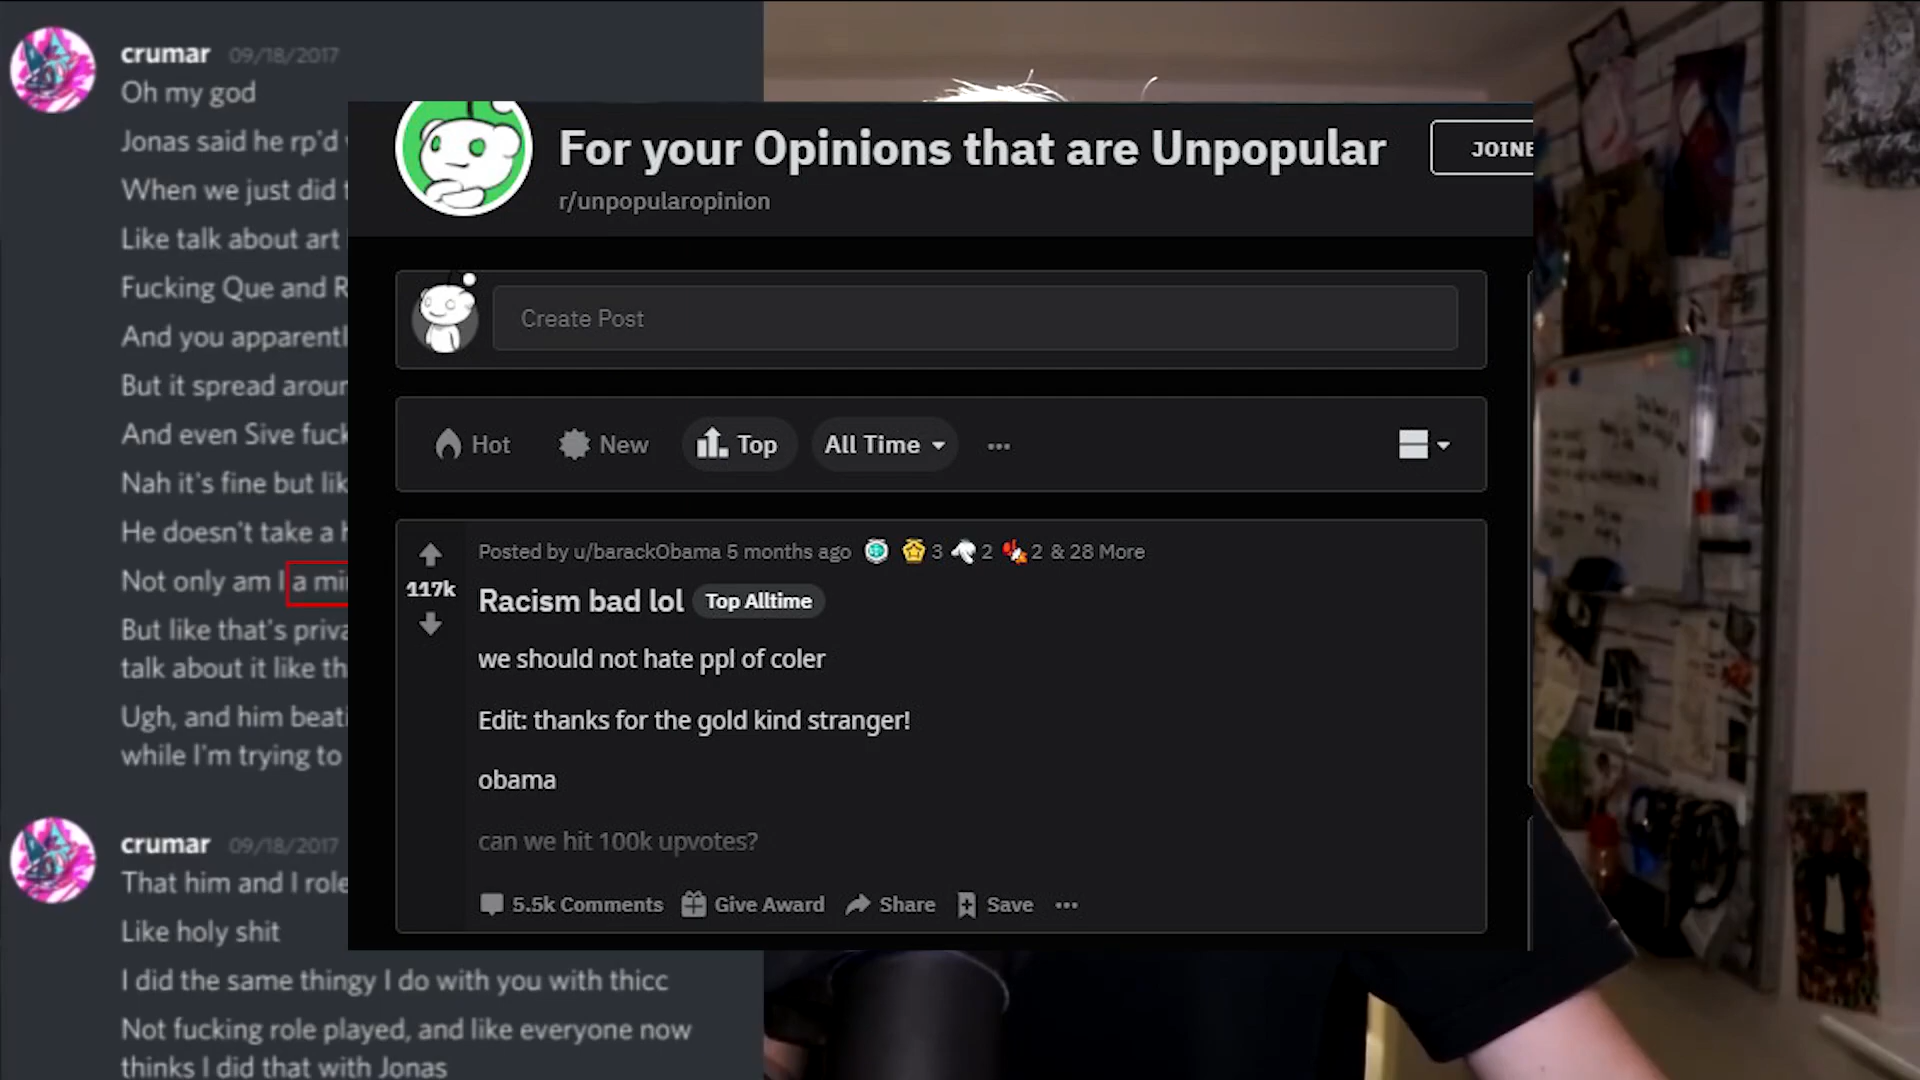 crumar 09/18/2017
Oh my god
Jonas said he rp'd
When we just did
Like talk about art
Fucking Que and R
And you apparentl
But it spread aroun
And even Sive fuck
Nah it's fine but lik
He doesn't take a
Not only am I a mi
But like that's priva
talk about it like th
Ugh, and him beati
while I'm trying to
crumar 09/18/2017
That him and I role
Like holy shit
I did the same thingy I do with you with thicc
Not fucking role played, and like everyone now
thinks I did that with Jonas
For your Opinions that are Unpopular
JOINE
r/unpopularopinion
Create Post
Hot New Top All Time
Posted by u/barackObama 5 months ago 3 2 2 & 28 More
117k
Racism bad lol Top Alltime
we should not hate ppl of coler
Edit: thanks for the gold kind stranger!
obama
can we hit 100k upvotes?
5.5k Comments Give Award Share Save